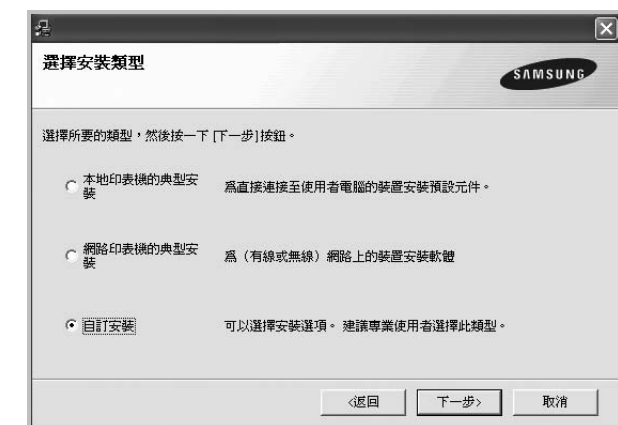 選擇安裝類型
SAMSUNG
選擇所要的類型，然後按一下 [下一步]按鈕。
本地印表機的典型安
裝
為直接連接至使用者電腦的裝置安裝預設元件。
網路印表機的典型安
裝
為（有線或無線）網路上的裝置安裝軟體
自訂安裝
可以選擇安裝選項。 建議專業使用者選擇此類型。
<返回
下一步>
取消